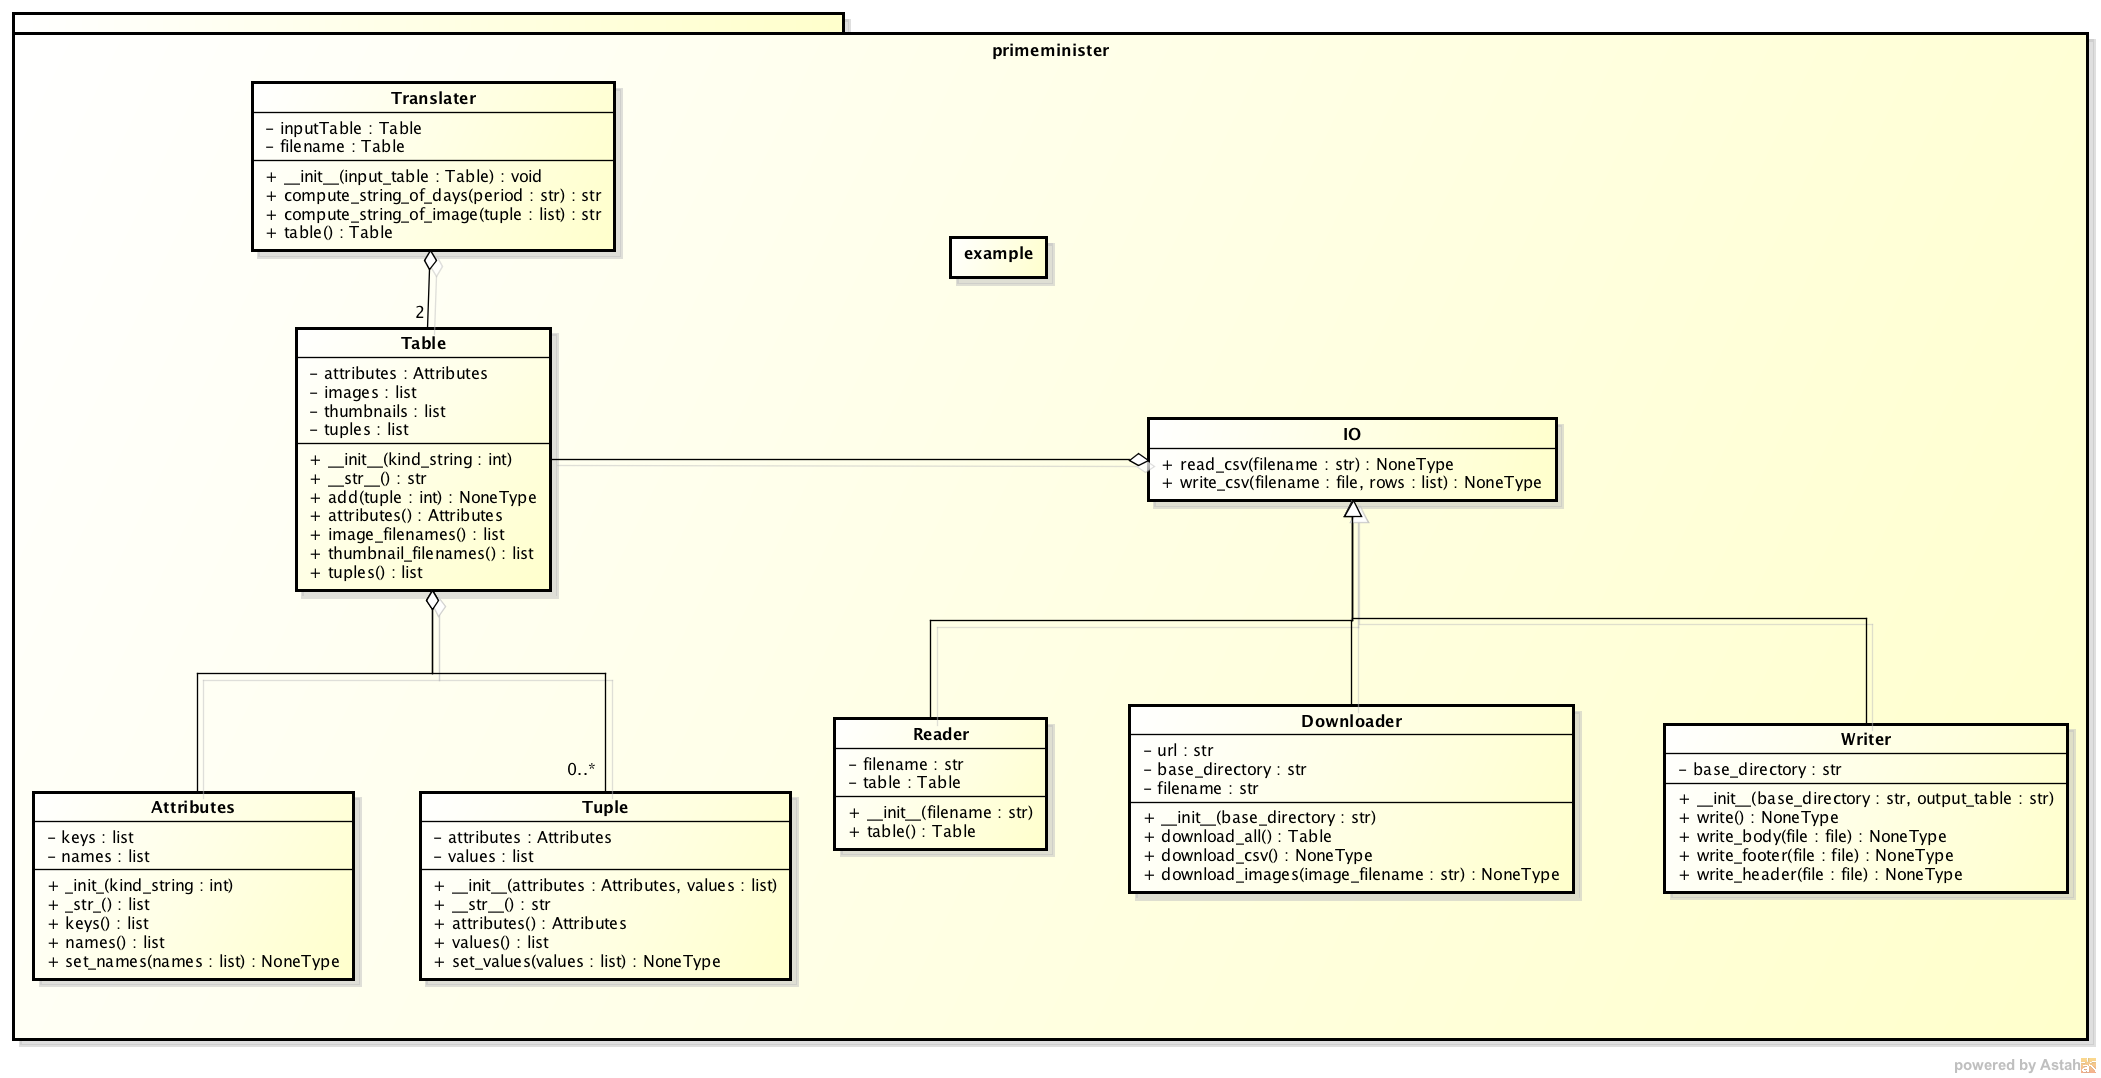 primeminister
Translater
- inputTable : Table
- filename : Table
+ __init__(input_table : Table) : void
+ compute_string_of_days(period : str) : str
+ compute_string_of_image(tuple : list) : str
+ table() : Table
example
2
Table
- attributes : Attributes
- images : list
- thumbnails : list
- tuples : list
+ __init__(kind_string : int)
+ __str__() : str
+ add(tuple : int) : NoneType
+ attributes() : Attributes
+ image_filenames() : list
+ thumbnail_filenames() : list
+ tuples() : list
IO
+ read_csv(filename : str) : NoneType
+ write_csv(filename : file, rows : list) : NoneType
0..*
Attributes
- keys : list
- names : list
+ _init_(kind_string : int)
+ _str_() : list
+ keys() : list
+ names() : list
+ set_names(names : list) : NoneType
Tuple
- attributes : Attributes
- values : list
+ __init__(attributes : Attributes, values : list)
+ __str__() : str
+ attributes() : Attributes
+ values() : list
+ set_values(values : list) : NoneType
Reader
- filename : str
- table : Table
+ __init__(filename : str)
+ table() : Table
Downloader
- url : str
- base_directory : str
- filename : str
+ __init__(base_directory : str)
+ download_all() : Table
+ download_csv() : NoneType
+ download_images(image_filename : str) : NoneType
Writer
- base_directory : str
+ __init__(base_directory : str, output_table : str)
+ write() : NoneType
+ write_body(file : file) : NoneType
+ write_footer(file : file) : NoneType
+ write_header(file : file) : NoneType
powered by Astah